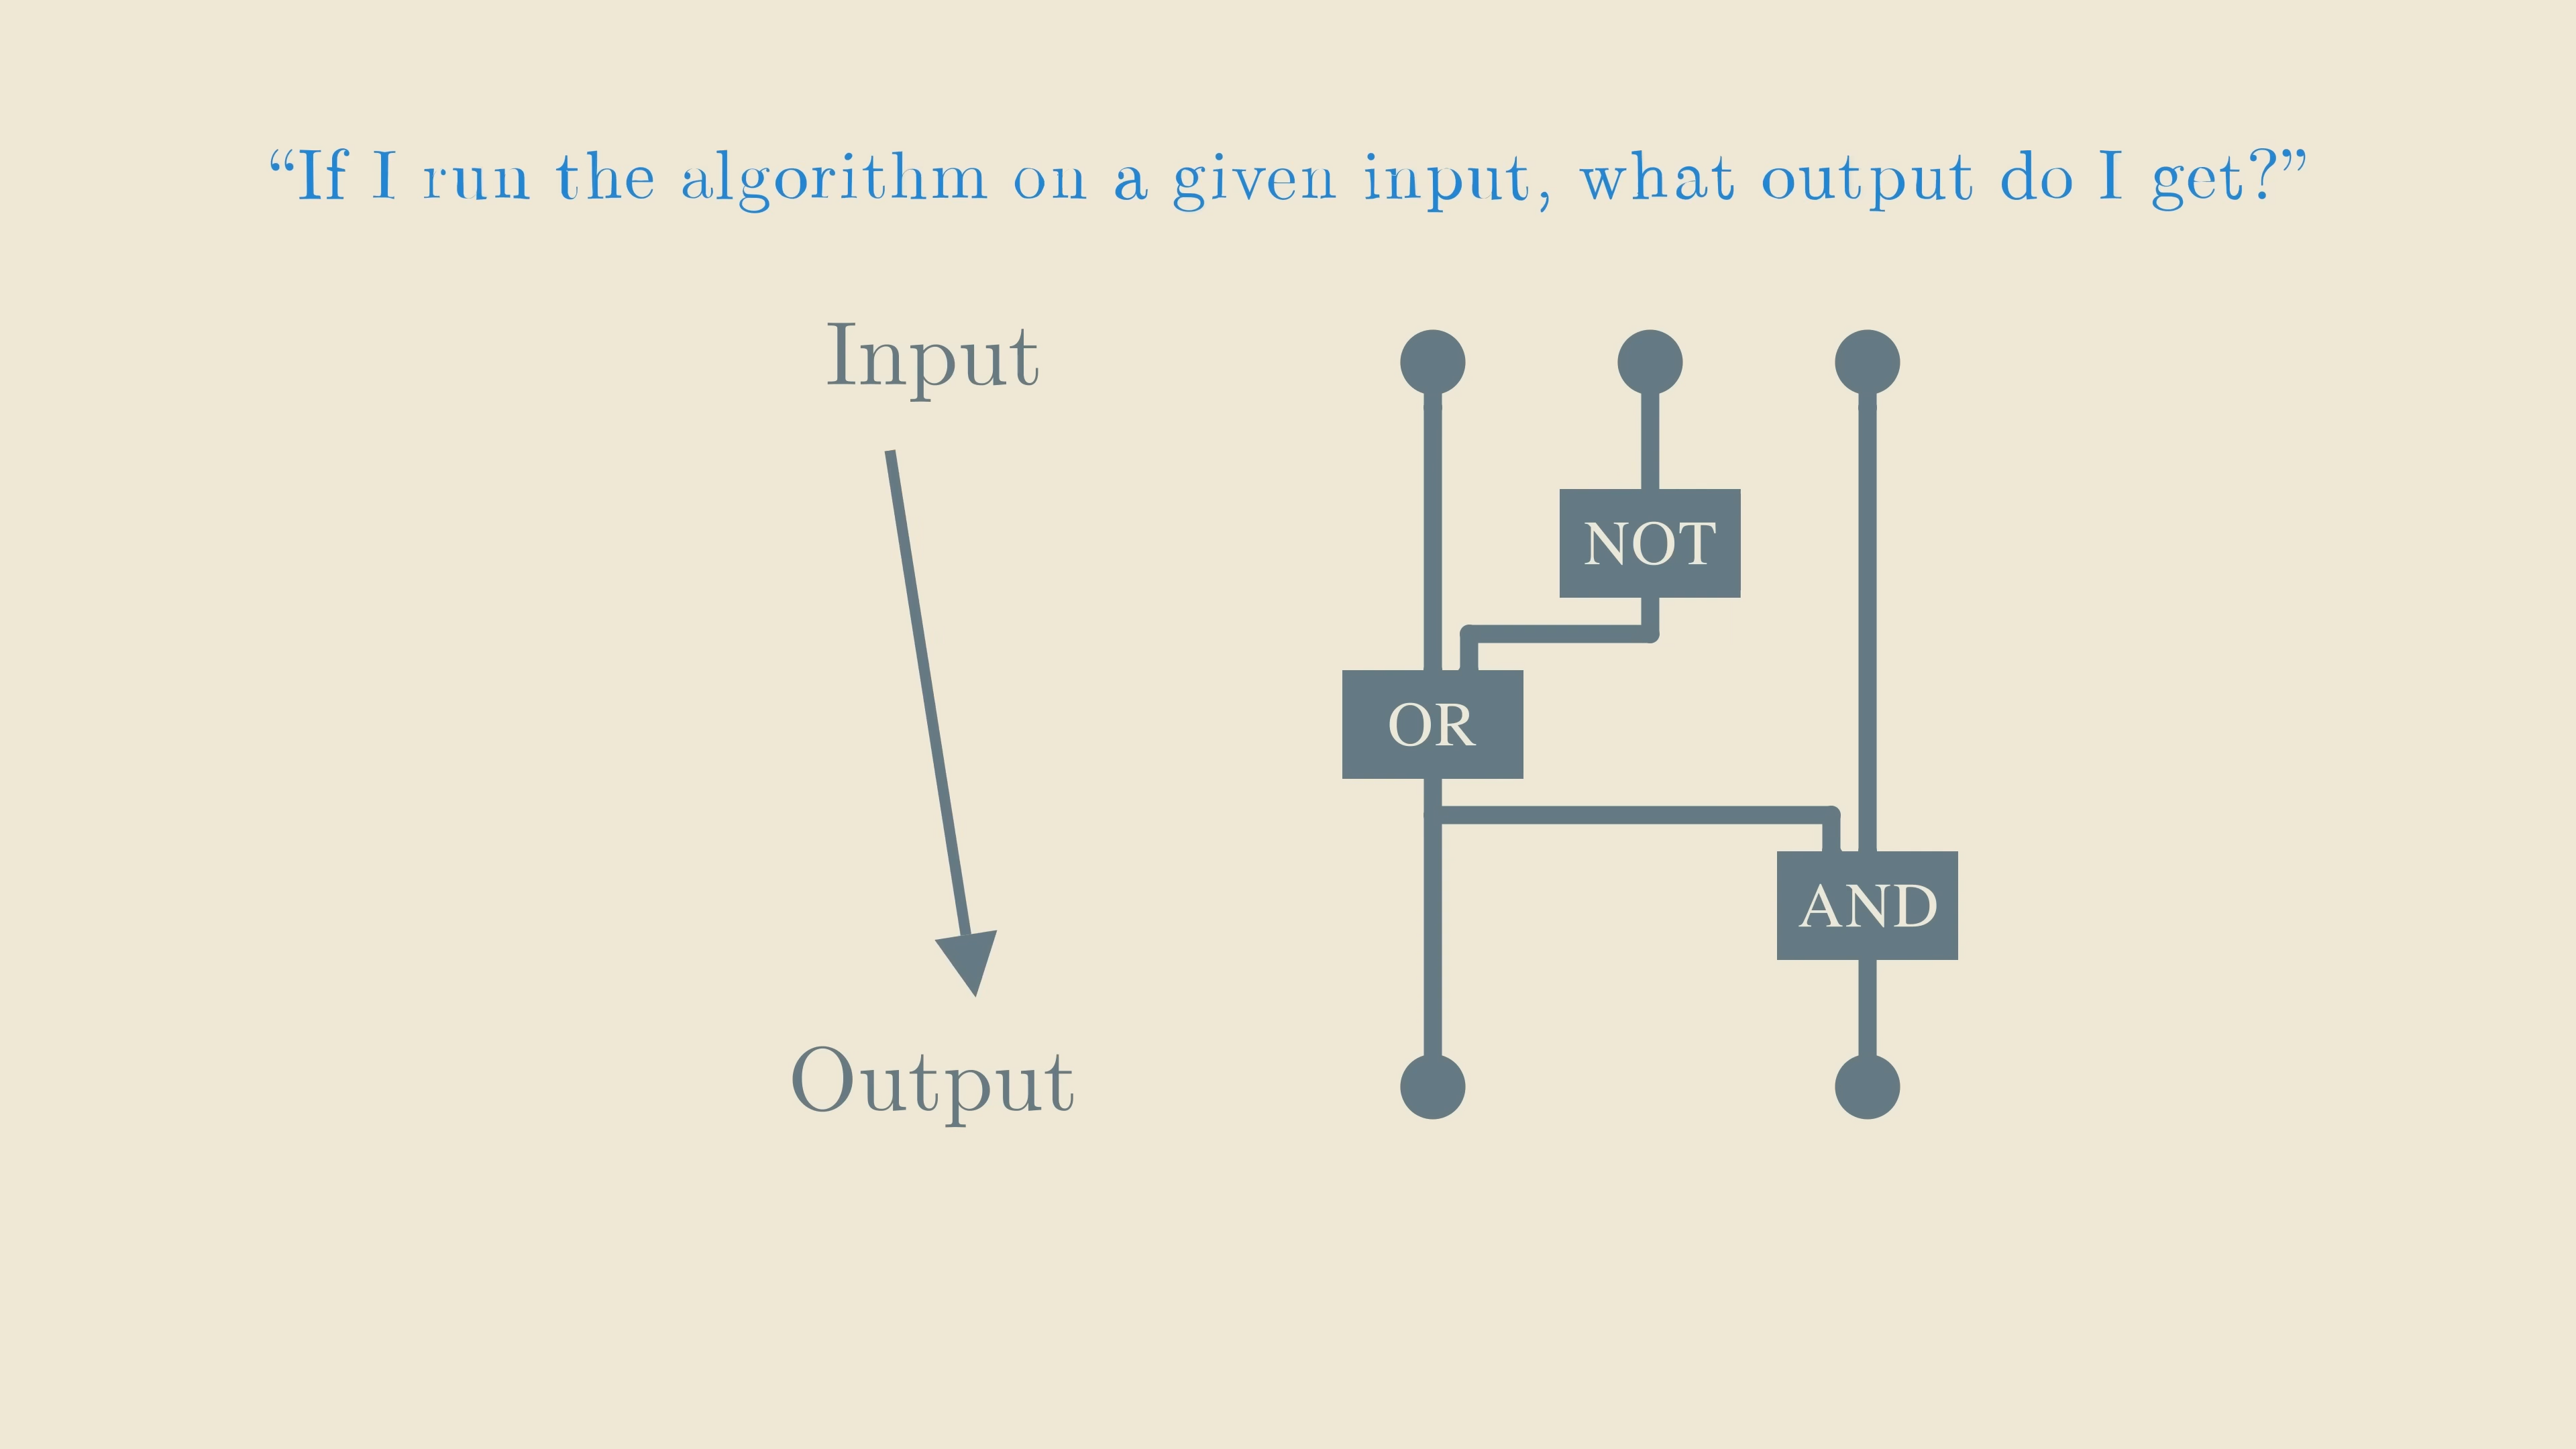 “If I run the algorithm on a given input, what output do I get?”
Input
NOT
OR
AND
Output